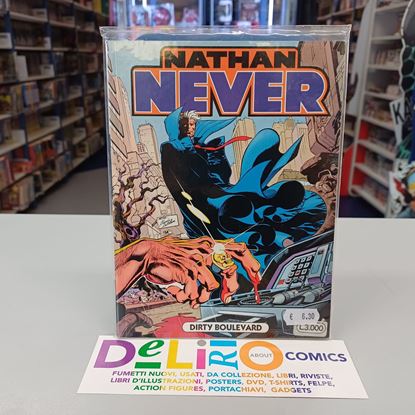 NATHAN
NEVER
€ 6.30
L.3.000
DIRTY BOULEVARD
DeLiRiO ABOUT COMICS
FUMETTI NUOVI, USATI, DA COLLEZIONE, LIBRI, RIVISTE,
LIBRI D'ILLUSTRAZIONI, POSTERS, DVD, T-SHIRTS, FELPE,
ACTION FIGURES, PORTACHIAVI, GADGETS